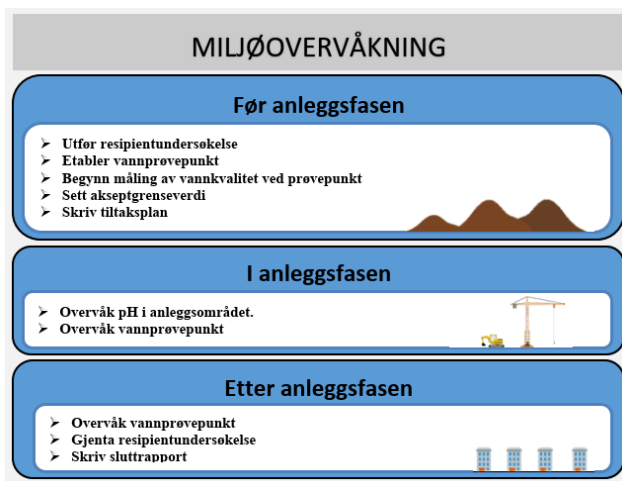 MILJØOVERVÅKNING
Før anleggsfasen
➢ Utfør resipientundersøkelse
➢ Etabler vannprøvepunkt
➢ Begynn måling av vannkvalitet ved prøvepunkt
➢ Sett akseptgrenseverdi
➢ Skriv tiltaksplan
I anleggsfasen
➢ Overvåk pH i anleggsområdet.
➢ Overvåk vannprøvepunkt
Etter anleggsfasen
➢ Overvåk vannprøvepunkt
➢ Gjenta resipientundersøkelse
➢ Skriv sluttrapport